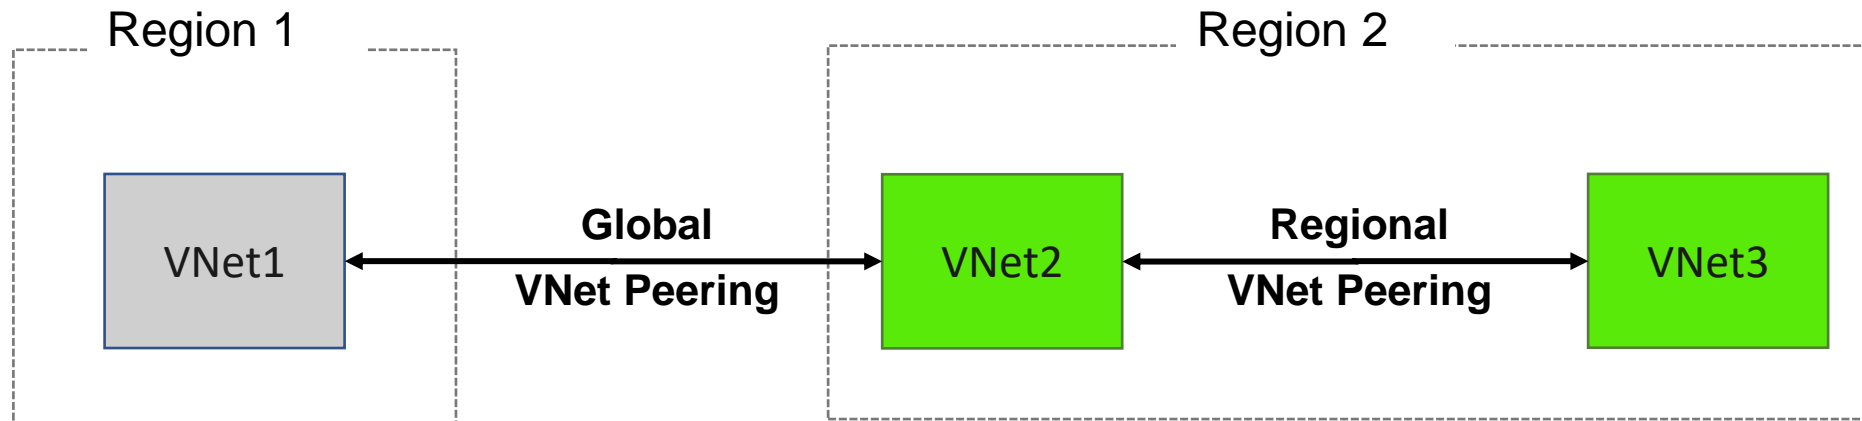 Region 1
Region 2
VNet1
Global
VNet Peering
VNet2
Regional
VNet Peering
VNet3